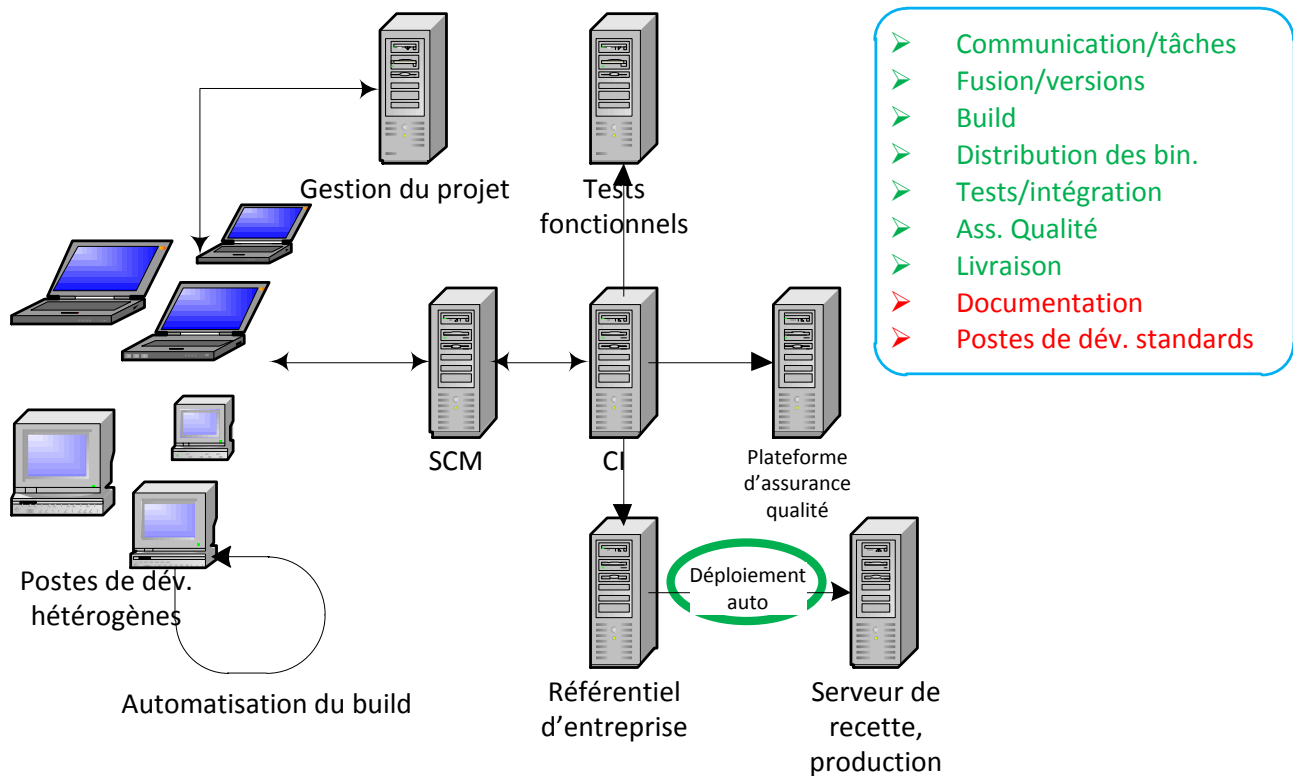 Communication/tâches
Fusion/versions
Build
Distribution des bin.
Tests/intégration
Ass. Qualité
Livraison
Documentation
Postes de dév. standards
Gestion du projet
Tests
fonctionnels
SCM
CI
Plateforme
d’assurance
qualité
Postes de dév.
hétérogènes
Déploiement
auto
Automatisation du build
Référentiel
d’entreprise
Serveur de
recette,
production